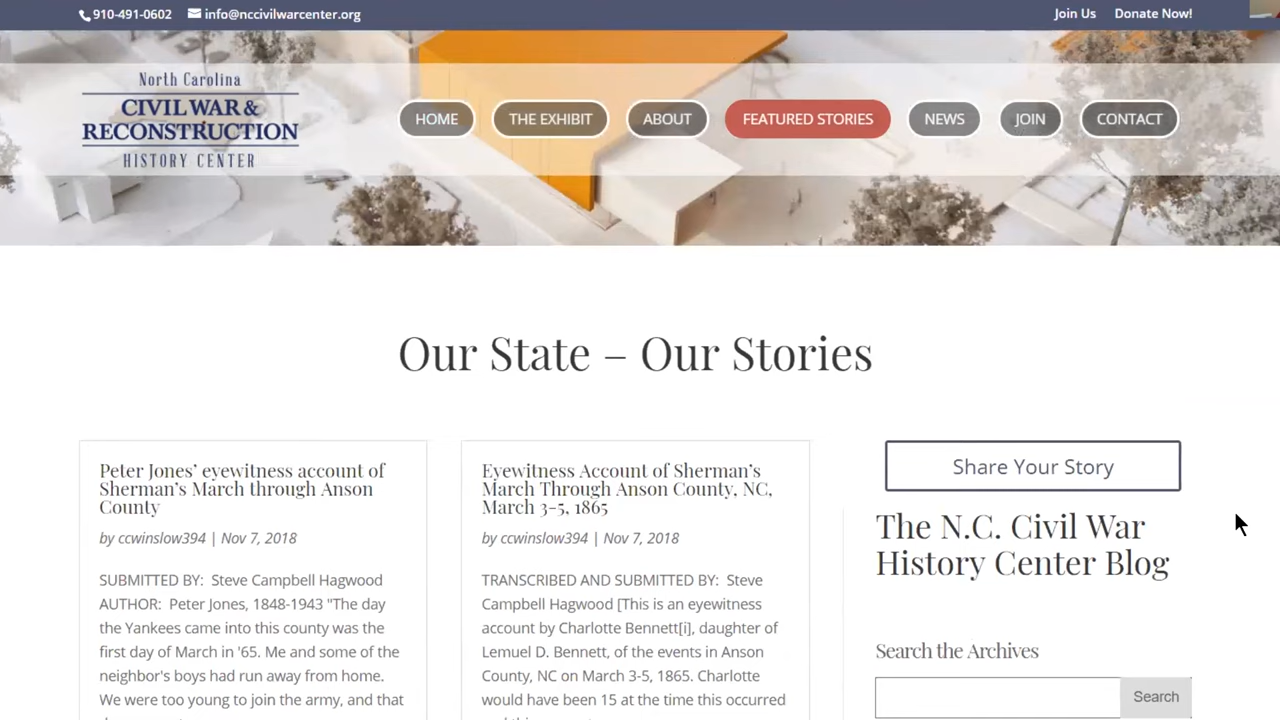 910-491-0602 info@nccivilwarcenter.org Join Us Donate Now!
North Carolina
CIVIL WAR &
RECONSTRUCTION
HISTORY CENTER
HOME THE EXHIBIT ABOUT FEATURED STORIES NEWS JOIN CONTACT
Our State – Our Stories
Peter Jones’ eyewitness account of
Sherman’s March through Anson
County
by ccwinslow394 | Nov 7, 2018
SUBMITTED BY: Steve Campbell Hagwood
AUTHOR: Peter Jones, 1848-1943 "The day
the Yankees came into this county was the
first day of March in '65. Me and some of the
neighbor's boys had run away from home.
We were too young to join the army, and that
Eyewitness Account of Sherman’s
March Through Anson County, NC,
March 3-5, 1865
by ccwinslow394 | Nov 7, 2018
TRANSCRIBED AND SUBMITTED BY: Steve
Campbell Hagwood [This is an eyewitness
account by Charlotte Bennett[i], daughter of
Lemuel D. Bennett, of the events in Anson
County, NC on March 3-5, 1865. Charlotte
would have been 15 at the time this occurred
Share Your Story
The N.C. Civil War
History Center Blog
Search the Archives
Search